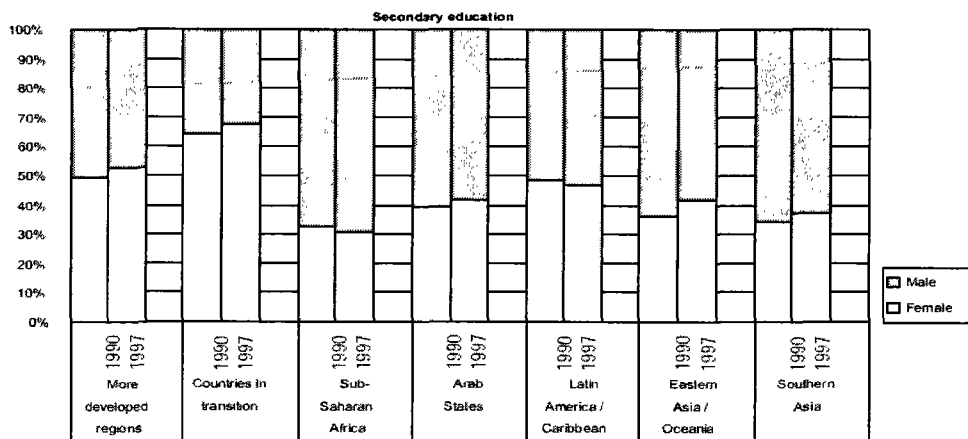 Secondary education
100%
90%
80%
70%
60%
50%
40%
30%
20%
10%
0%
Male
Female
1990
1997
1990
1997
1990
1997
1990
1997
1990
1997
1990
1997
1990
1997
More
developed
regions
Countries in
transition
Sub-
Saharan
Africa
Arab
States
Latin
America /
Caribbean
Eastern
Asia /
Oceania
Southern
Asia